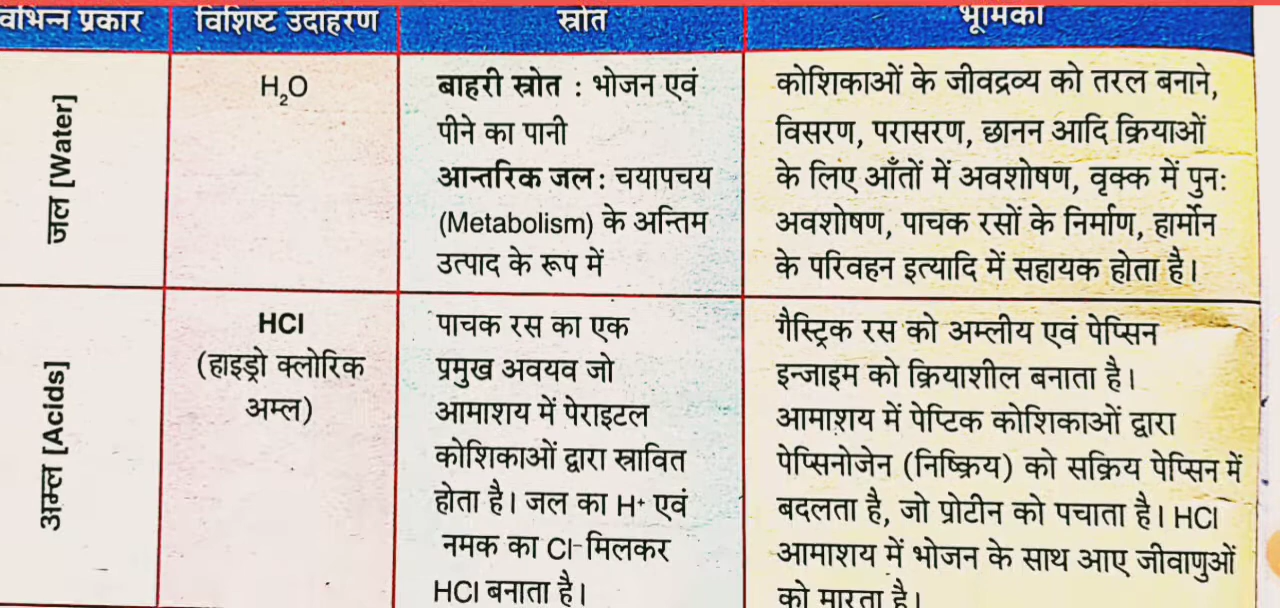 विभिन्न प्रकार
विशिष्ट उदाहरण
स्रोत
भूमिका
जल [Water]
H₂O
बाहरी स्रोत : भोजन एवं
पीने का पानी
आन्तरिक जल : चयापचय
(Metabolism) के अन्तिम
उत्पाद के रूप में
कोशिकाओं के जीवद्रव्य को तरल बनाने,
विसरण, परासरण, छानन आदि क्रियाओं
के लिए आँतों में अवशोषण, वृक्क में पुन:
अवशोषण, पाचक रसों के निर्माण, हार्मोन
के परिवहन इत्यादि में सहायक होता है।
अम्ल [Acids]
HCl
(हाइड्रो क्लोरिक
अम्ल)
पाचक रस का एक
प्रमुख अवयव जो
आमाशय में पेराइटल
कोशिकाओं द्वारा स्रावित
होता है। जल का H⁺ एवं
नमक का Cl⁻ मिलकर
HCl बनाता है।
गैस्ट्रिक रस को अम्लीय एवं पेप्सिन
इन्जाइम को क्रियाशील बनाता है।
आमाशय में पेप्टिक कोशिकाओं द्वारा
पेप्सिनोजेन (निष्क्रिय) को सक्रिय पेप्सिन में
बदलता है, जो प्रोटीन को पचाता है। HCl
आमाशय में भोजन के साथ आए जीवाणुओं
को मारता है।